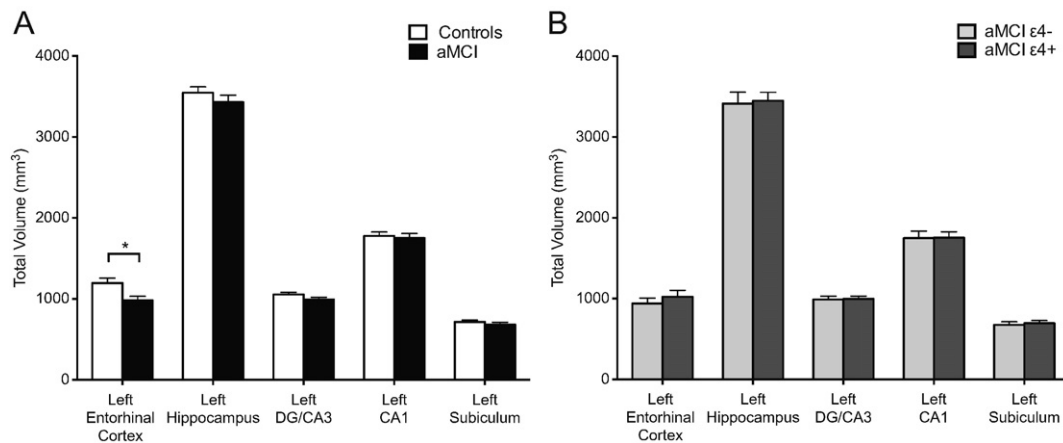 A
Controls
aMCI
Total Volume (mm³)
4000
3000
2000
1000
0
*
Left
Entorhinal
Cortex
Left
Hippocampus
Left
DG/CA3
Left
CA1
Left
Subiculum
B
aMCI ε4-
aMCI ε4+
Total Volume (mm³)
4000
3000
2000
1000
0
Left
Entorhinal
Cortex
Left
Hippocampus
Left
DG/CA3
Left
CA1
Left
Subiculum